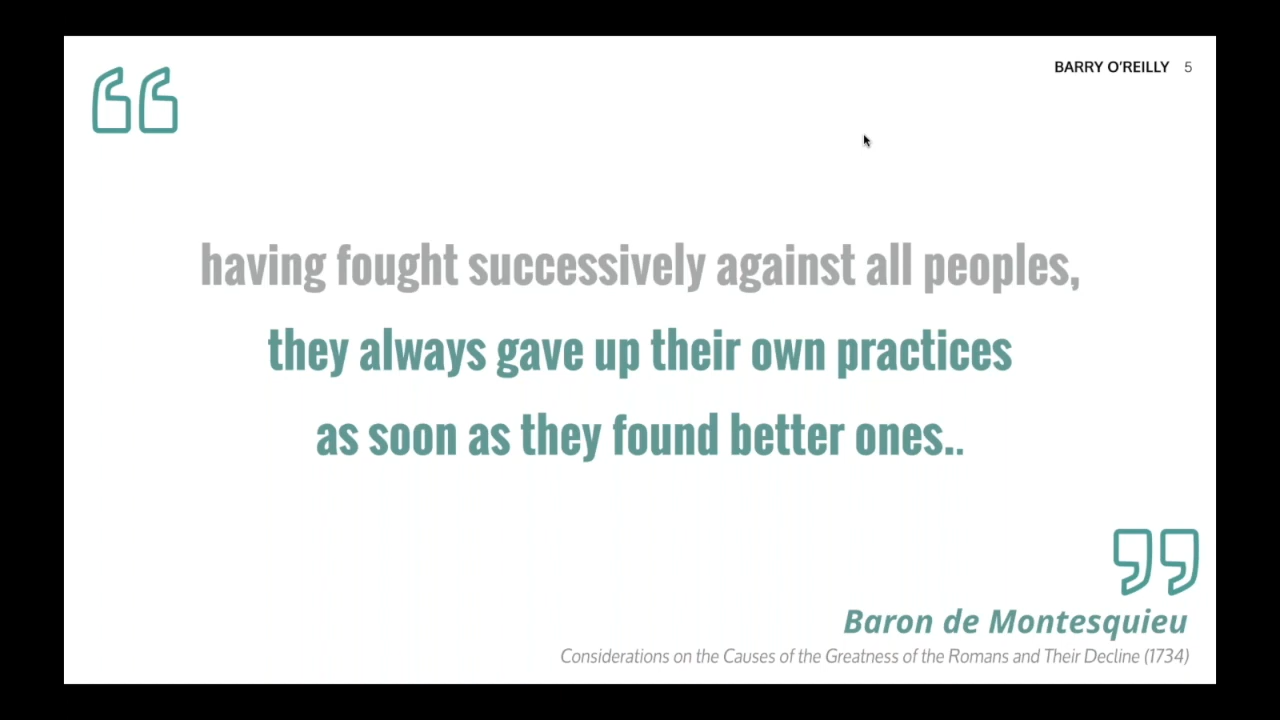 BARRY O'REILLY 5
“
having fought successively against all peoples,
they always gave up their own practices
as soon as they found better ones..
”
Baron de Montesquieu
Considerations on the Causes of the Greatness of the Romans and Their Decline (1734)